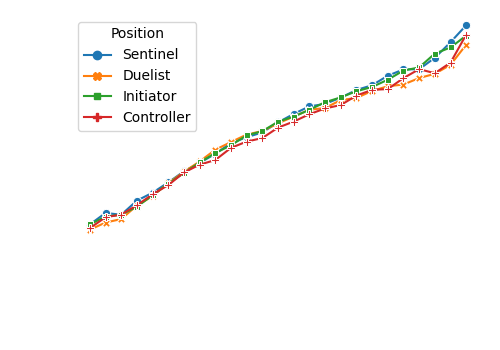 Position
Sentinel
Duelist
Initiator
Controller